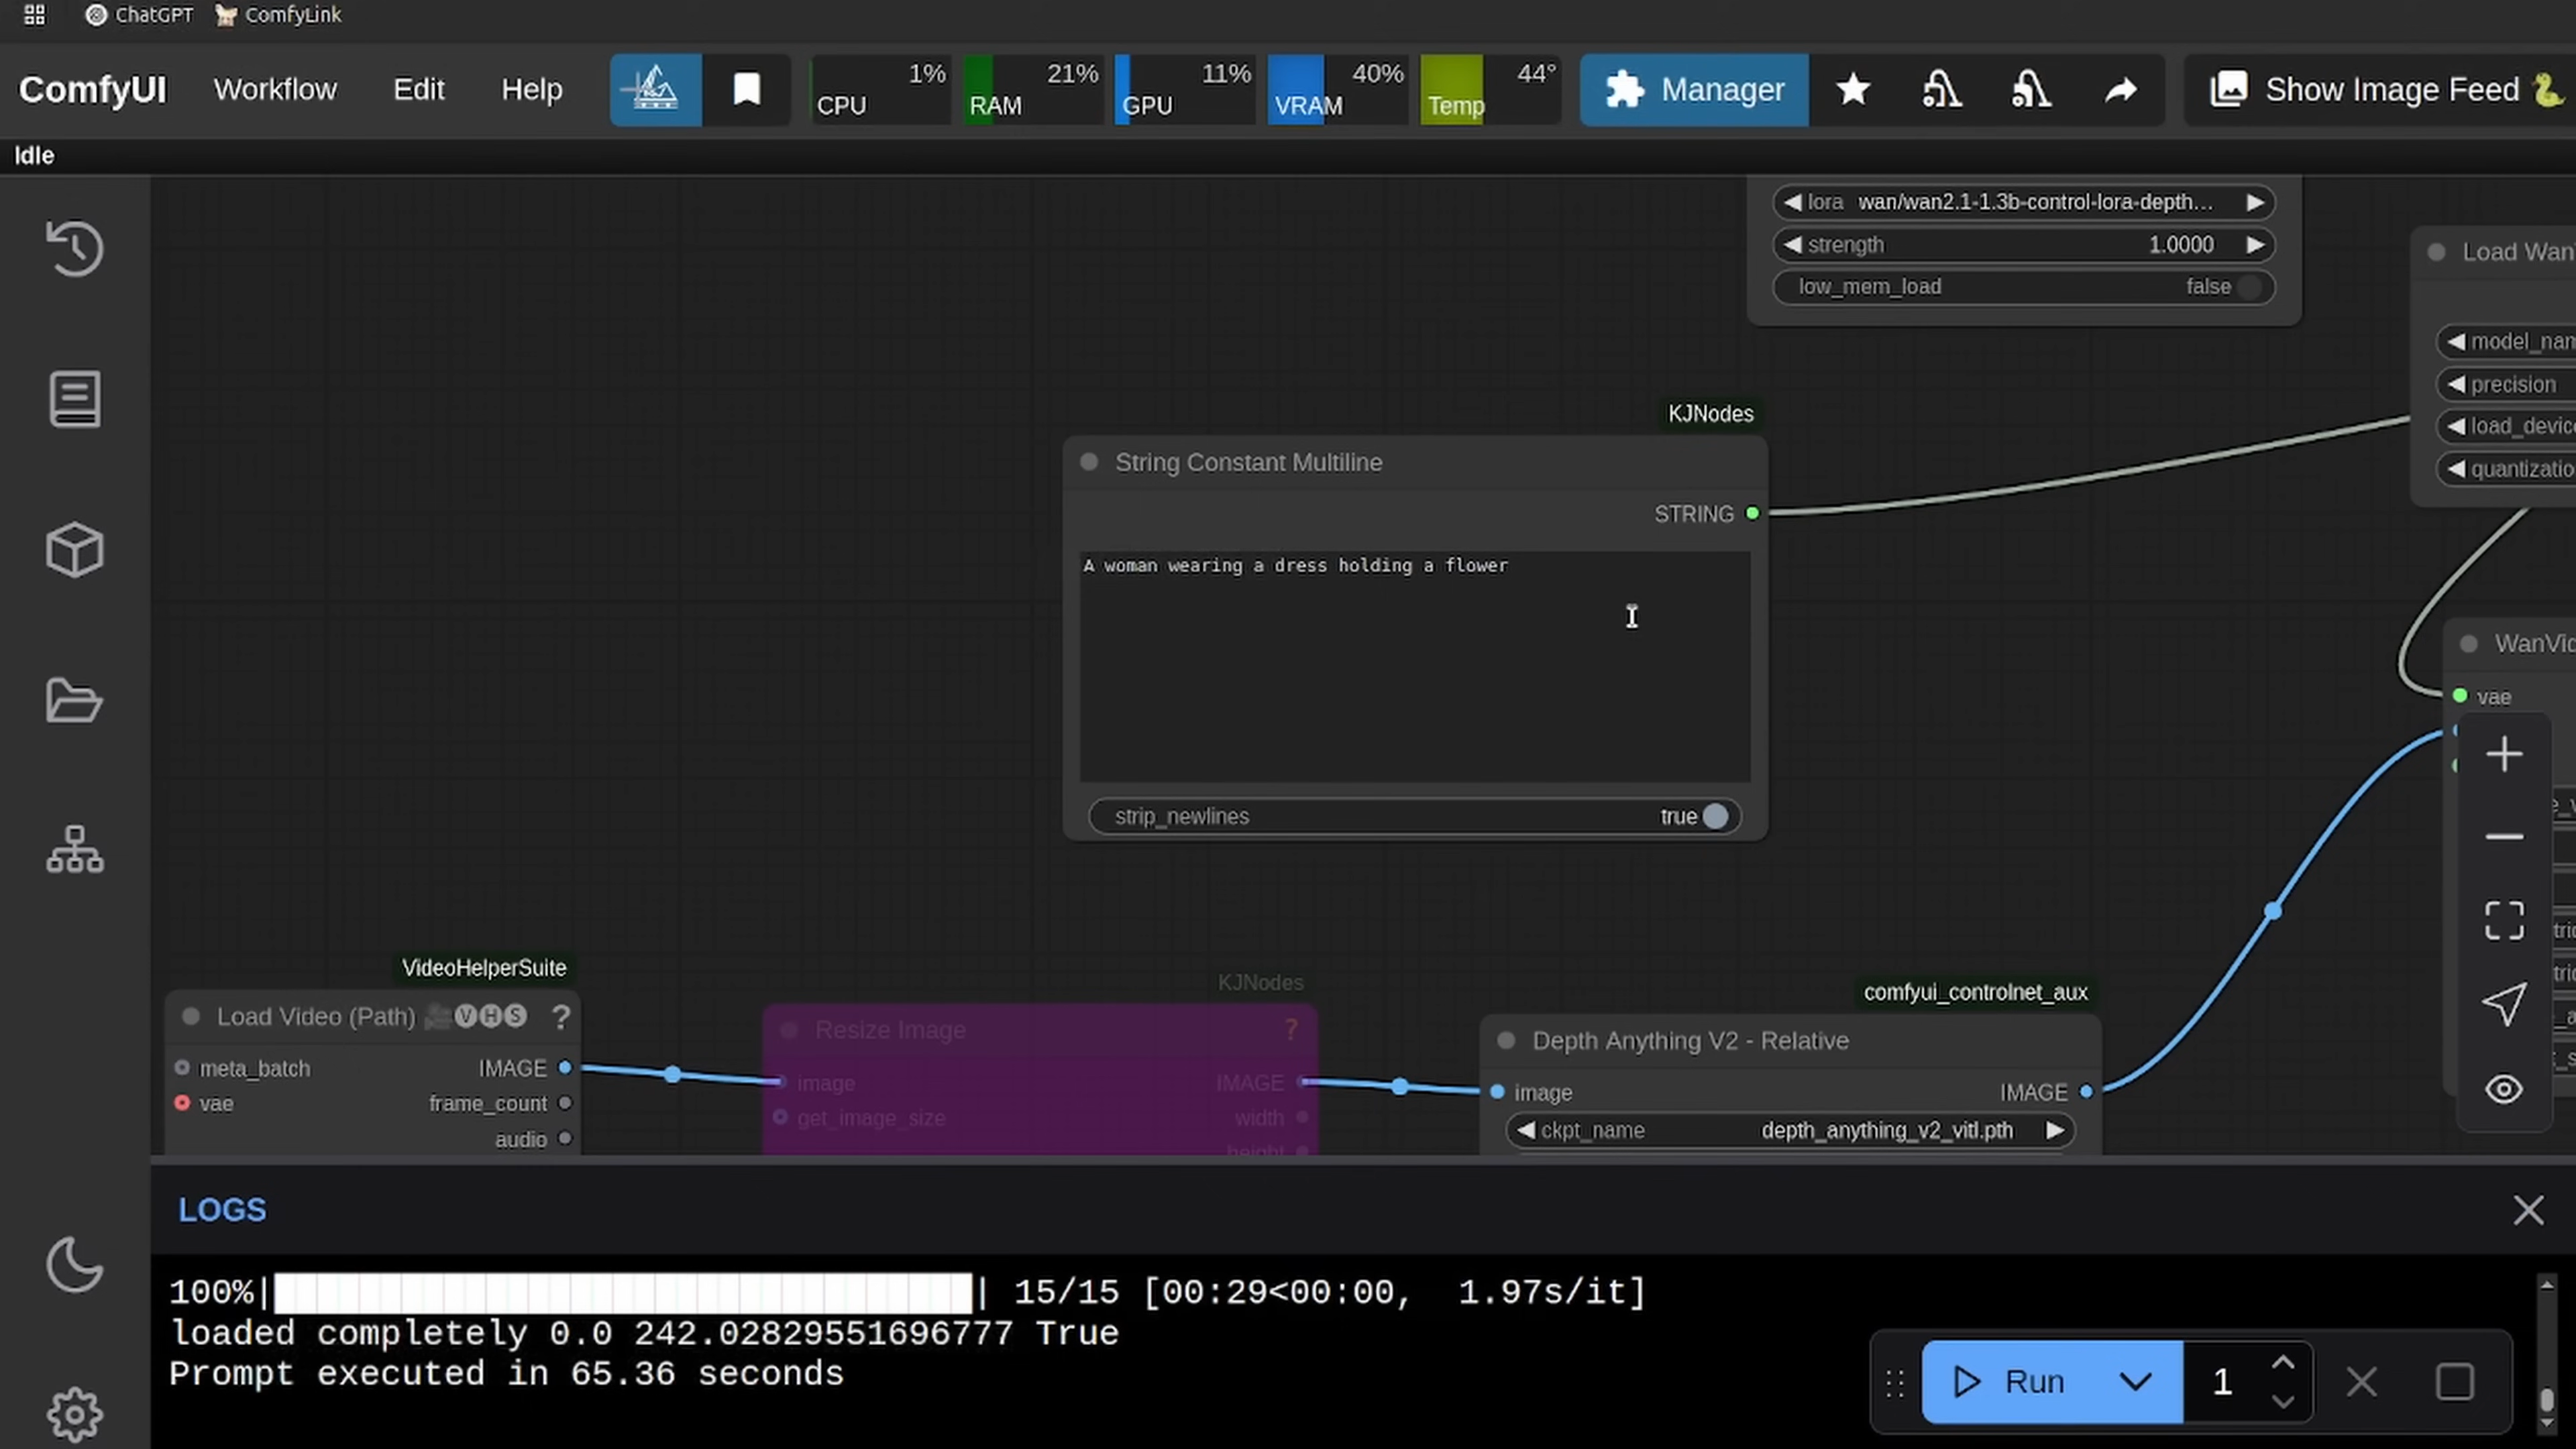 ChatGPT ComfyLink
ComfyUI Workflow Edit Help CPU 1% RAM 21% GPU 11% VRAM 40% Temp 44° Manager Show Image Feed
Idle
lora wan/wan2.1-1.3b-control-lora-depth...
strength 1.0000
low_mem_load false
Load Wan
precision
KJNodes
String Constant Multiline
STRING
A woman wearing a dress holding a flower
strip_newlines true
vae
VideoHelperSuite
Load Video (Path) VHS ?
meta_batch IMAGE
vae frame_count
audio
KJNodes
Resize Image ?
image IMAGE
get_image_size width
height
comfyui_controlnet_aux
Depth Anything V2 - Relative
image IMAGE
ckpt_name depth_anything_v2_vitl.pth
LOGS
100%| | 15/15 [00:29<00:00, 1.97s/it]
loaded completely 0.0 242.02829551696777 True
Prompt executed in 65.36 seconds
Run 1